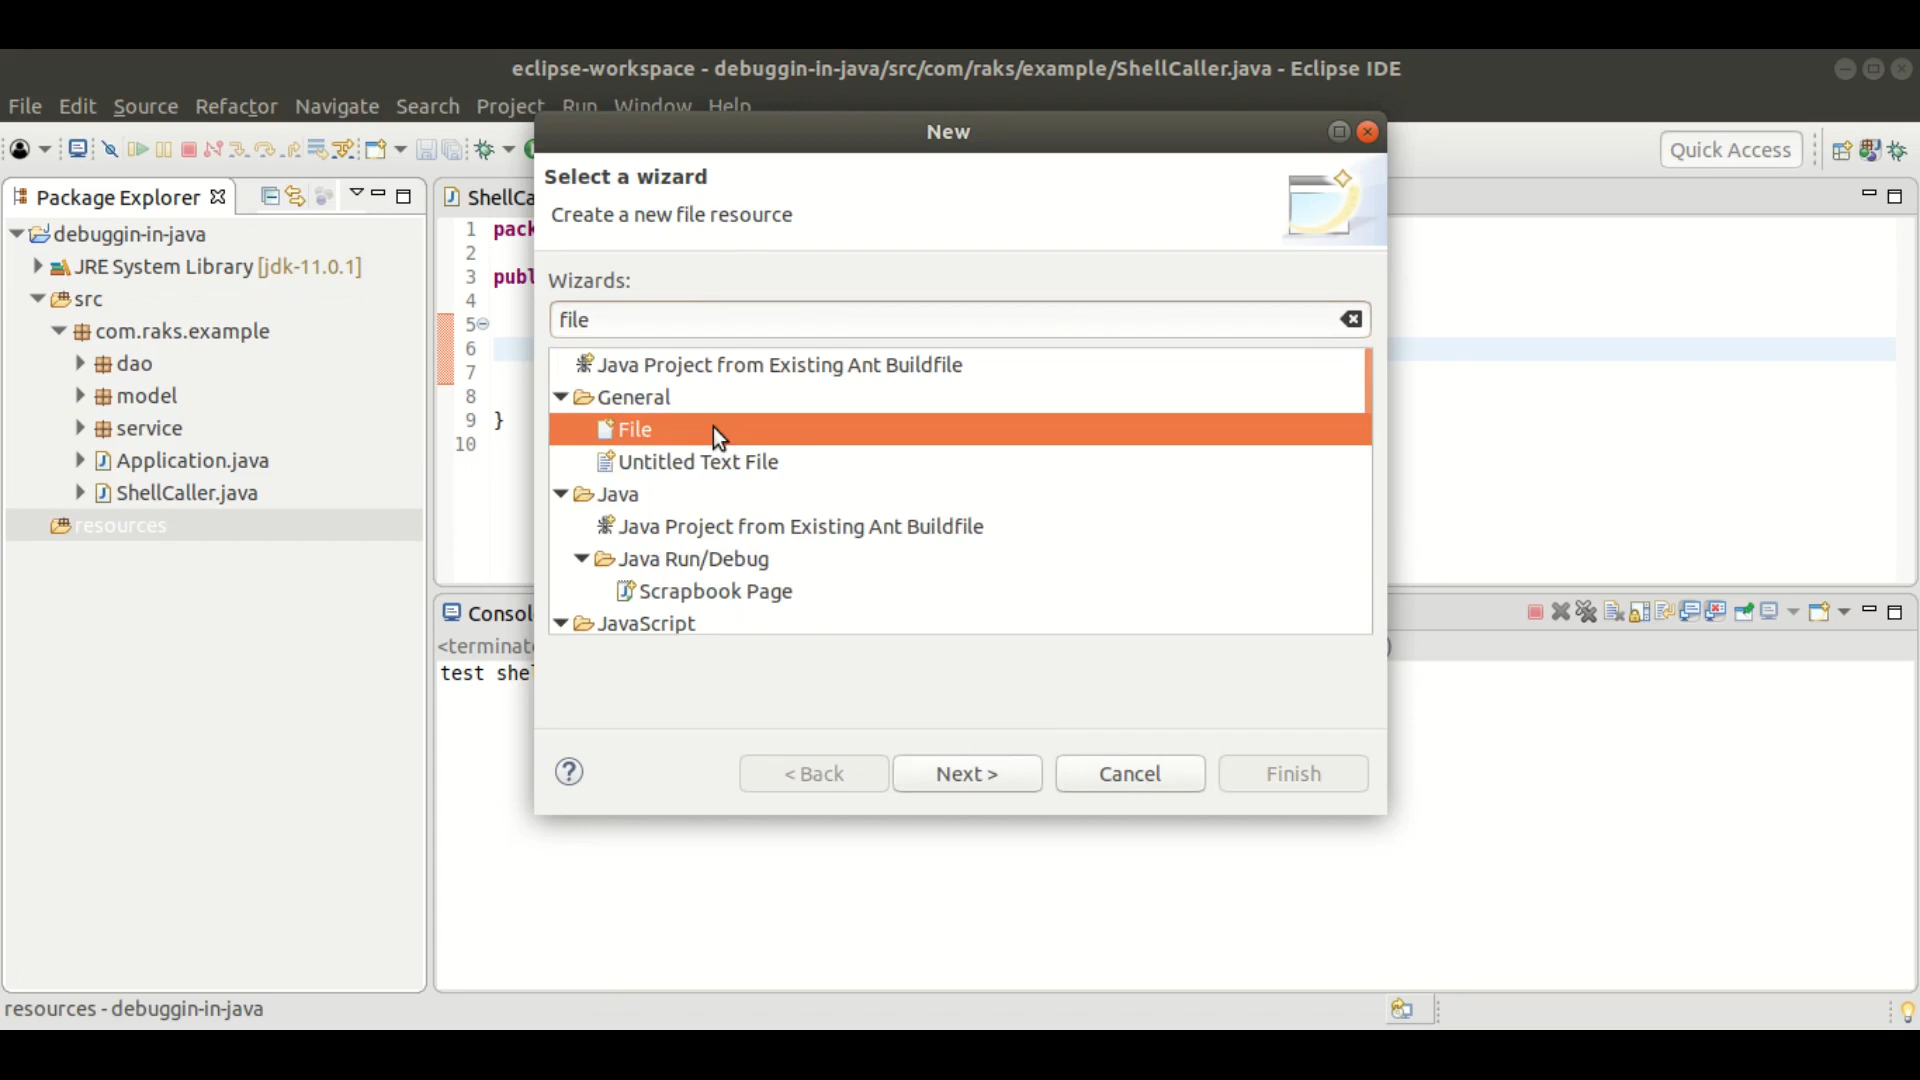 eclipse-workspace - debuggin-in-java/src/com/raks/example/ShellCaller.java - Eclipse IDE
File Edit Source Refactor Navigate Search Project Run Window Help
New
Quick Access
Select a wizard
Create a new file resource
Package Explorer
ShellCa
debuggin-in-java
JRE System Library [jdk-11.0.1]
src
com.raks.example
dao
model
service
Application.java
ShellCaller.java
resources
1 pack
2
3 publ
4
5
6
7
8
9 }
10
Wizards:
file
Java Project from Existing Ant Buildfile
General
File
Untitled Text File
Java
Java Project from Existing Ant Buildfile
Java Run/Debug
Scrapbook Page
JavaScript
< Back Next > Cancel Finish
Consol
<terminate )
test she
resources - debuggin-in-java